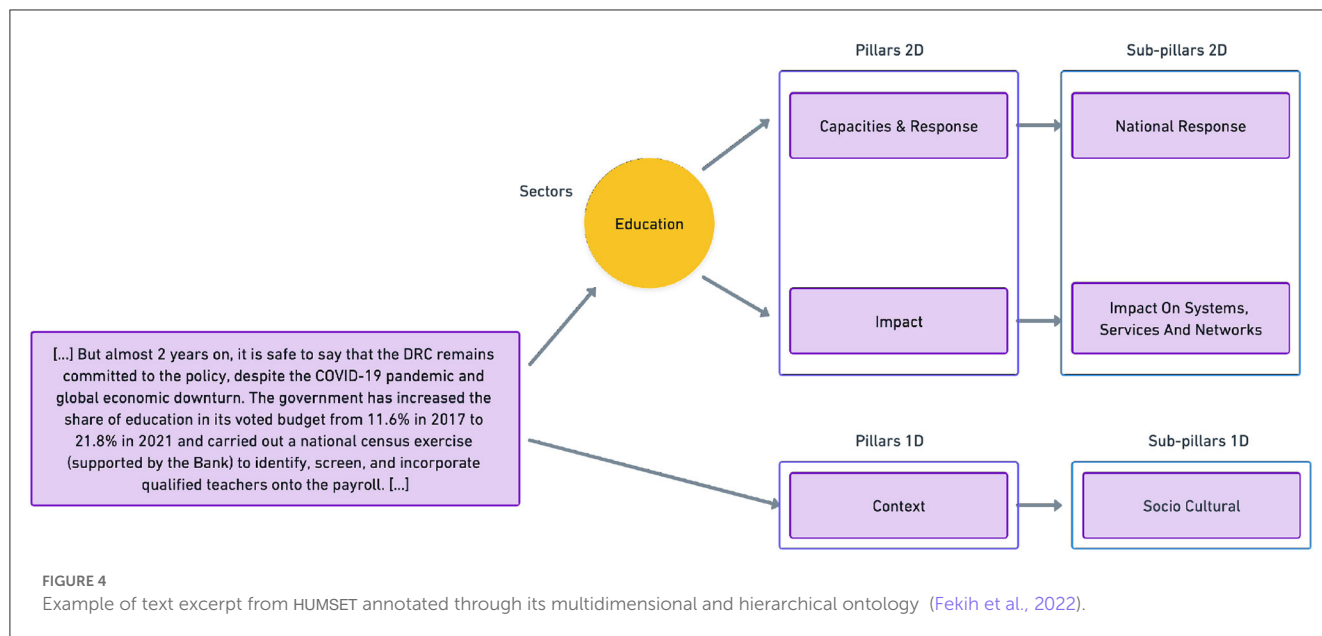 Pillars 2D
Sub-pillars 2D
Capacities & Response
National Response
Sectors
Education
Impact
Impact On Systems,
Services And Networks
[...] But almost 2 years on, it is safe to say that the DRC remains
committed to the policy, despite the COVID-19 pandemic and
global economic downturn. The government has increased the
share of education in its voted budget from 11.6% in 2017 to
21.8% in 2021 and carried out a national census exercise
(supported by the Bank) to identify, screen, and incorporate
qualified teachers onto the payroll. [...]
Pillars 1D
Sub-pillars 1D
Context
Socio Cultural
FIGURE 4
Example of text excerpt from HUMSET annotated through its multidimensional and hierarchical ontology (Fekih et al., 2022).